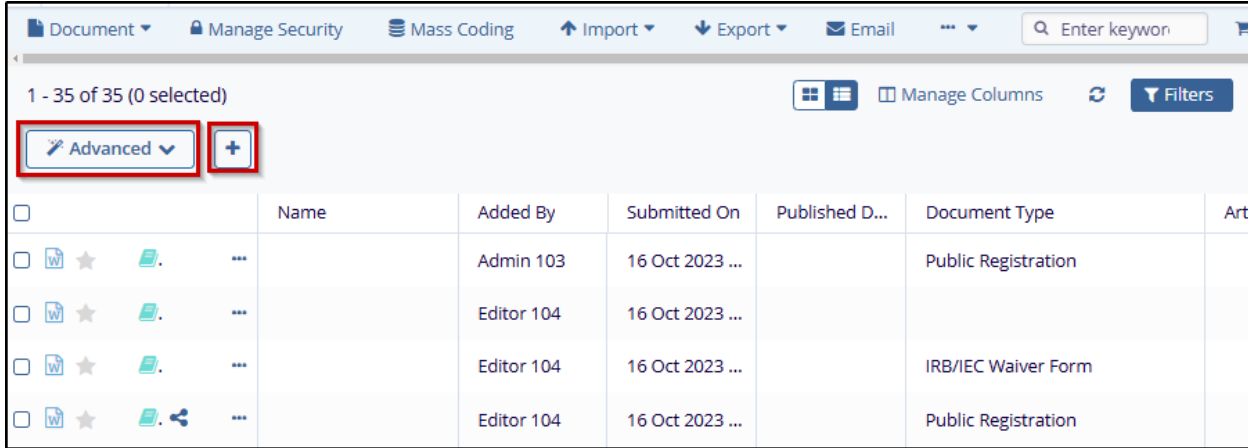 Document Manage Security Mass Coding Import Export Email ... Enter keywor
1 - 35 of 35 (0 selected) Manage Columns Filters
Advanced +
Name Added By Submitted On Published D... Document Type Art
W ... Admin 103 16 Oct 2023 ... Public Registration
W ... Editor 104 16 Oct 2023 ...
W ... Editor 104 16 Oct 2023 ... IRB/IEC Waiver Form
W ... Editor 104 16 Oct 2023 ... Public Registration